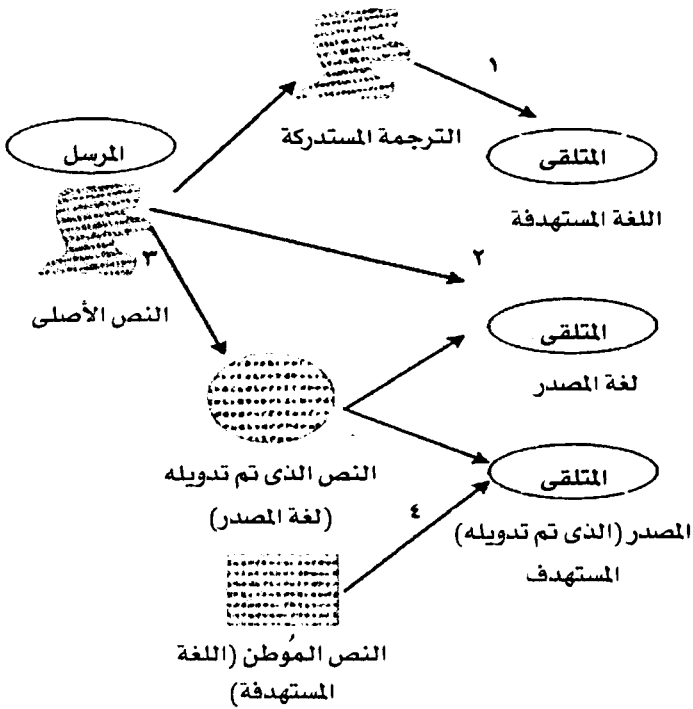 ١
الترجمة المستدركة
المرسل
المتلقى
اللغة المستهدفة
٢
٣
النص الأصلى
المتلقى
لغة المصدر
النص الذى تم تدويله
(لغة المصدر)
المتلقى
٤
المصدر (الذى تم تدويله)
المستهدف
النص المُوطن (اللغة
المستهدفة)